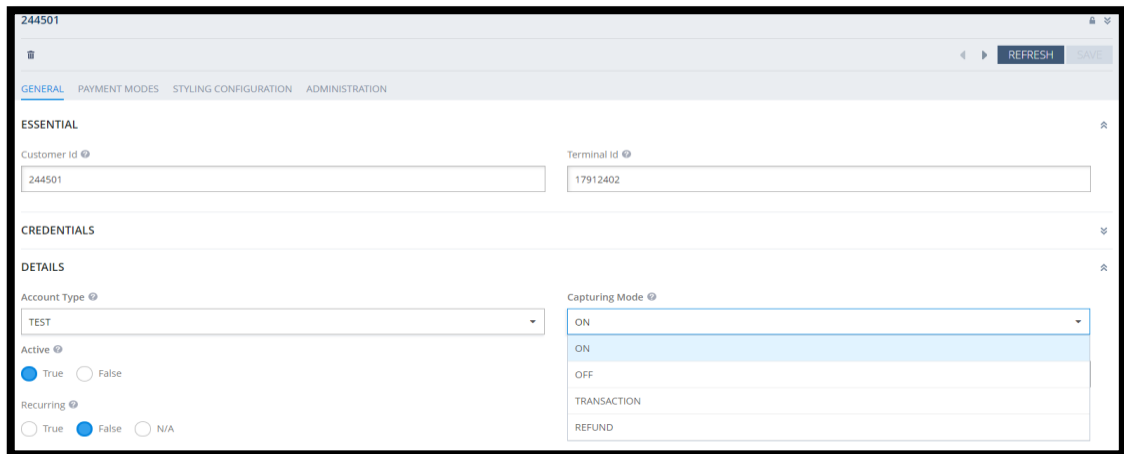 244501
REFRESH SAVE
GENERAL PAYMENT MODES STYLING CONFIGURATION ADMINISTRATION
ESSENTIAL
Customer Id Terminal Id
244501 17912402
CREDENTIALS
DETAILS
Account Type Capturing Mode
TEST ON
Active ON
True False OFF
TRANSACTION
Recurring
True False N/A REFUND